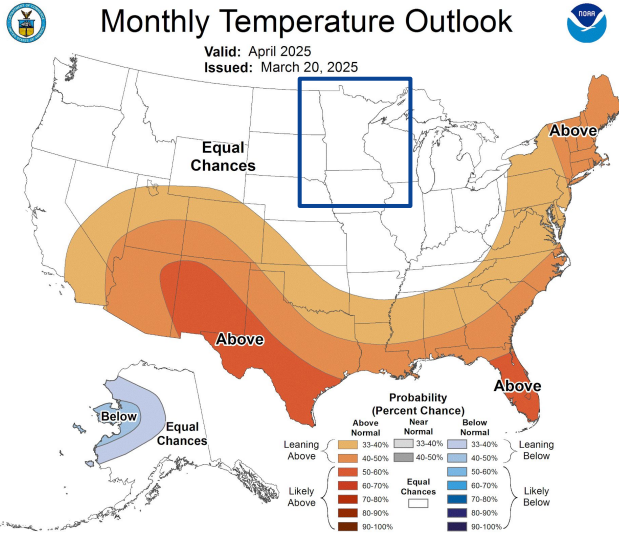 Monthly Temperature Outlook
NOAA
Valid: April 2025
Issued: March 20, 2025
Equal
Chances
Above
Above
Above
Below
Equal
Chances
Probability
(Percent Chance)
Above
Normal
Near
Normal
Below
Normal
Leaning
Above
33-40%
33-40%
33-40%
Leaning
Below
40-50%
40-50%
40-50%
Likely
Above
50-60%
50-60%
60-70%
60-70%
70-80%
70-80%
80-90%
80-90%
90-100%
90-100%
Equal
Chances
Likely
Below